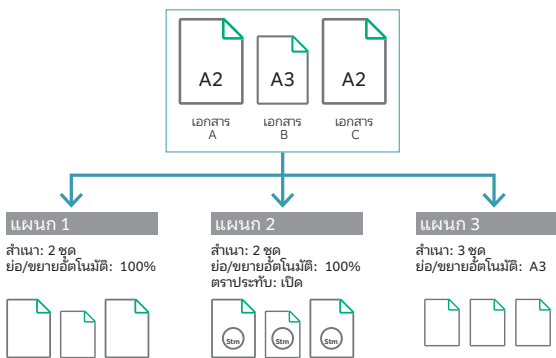 A2 A3 A2
เอกสาร A เอกสาร B เอกสาร C
แผนก 1
สำเนา: 2 ชุด
ย่อ/ขยายอัตโนมัติ: 100%
แผนก 2
สำเนา: 2 ชุด
ย่อ/ขยายอัตโนมัติ: 100%
ตราประทับ: เปิด
Stm Stm Stm
แผนก 3
สำเนา: 3 ชุด
ย่อ/ขยายอัตโนมัติ: A3